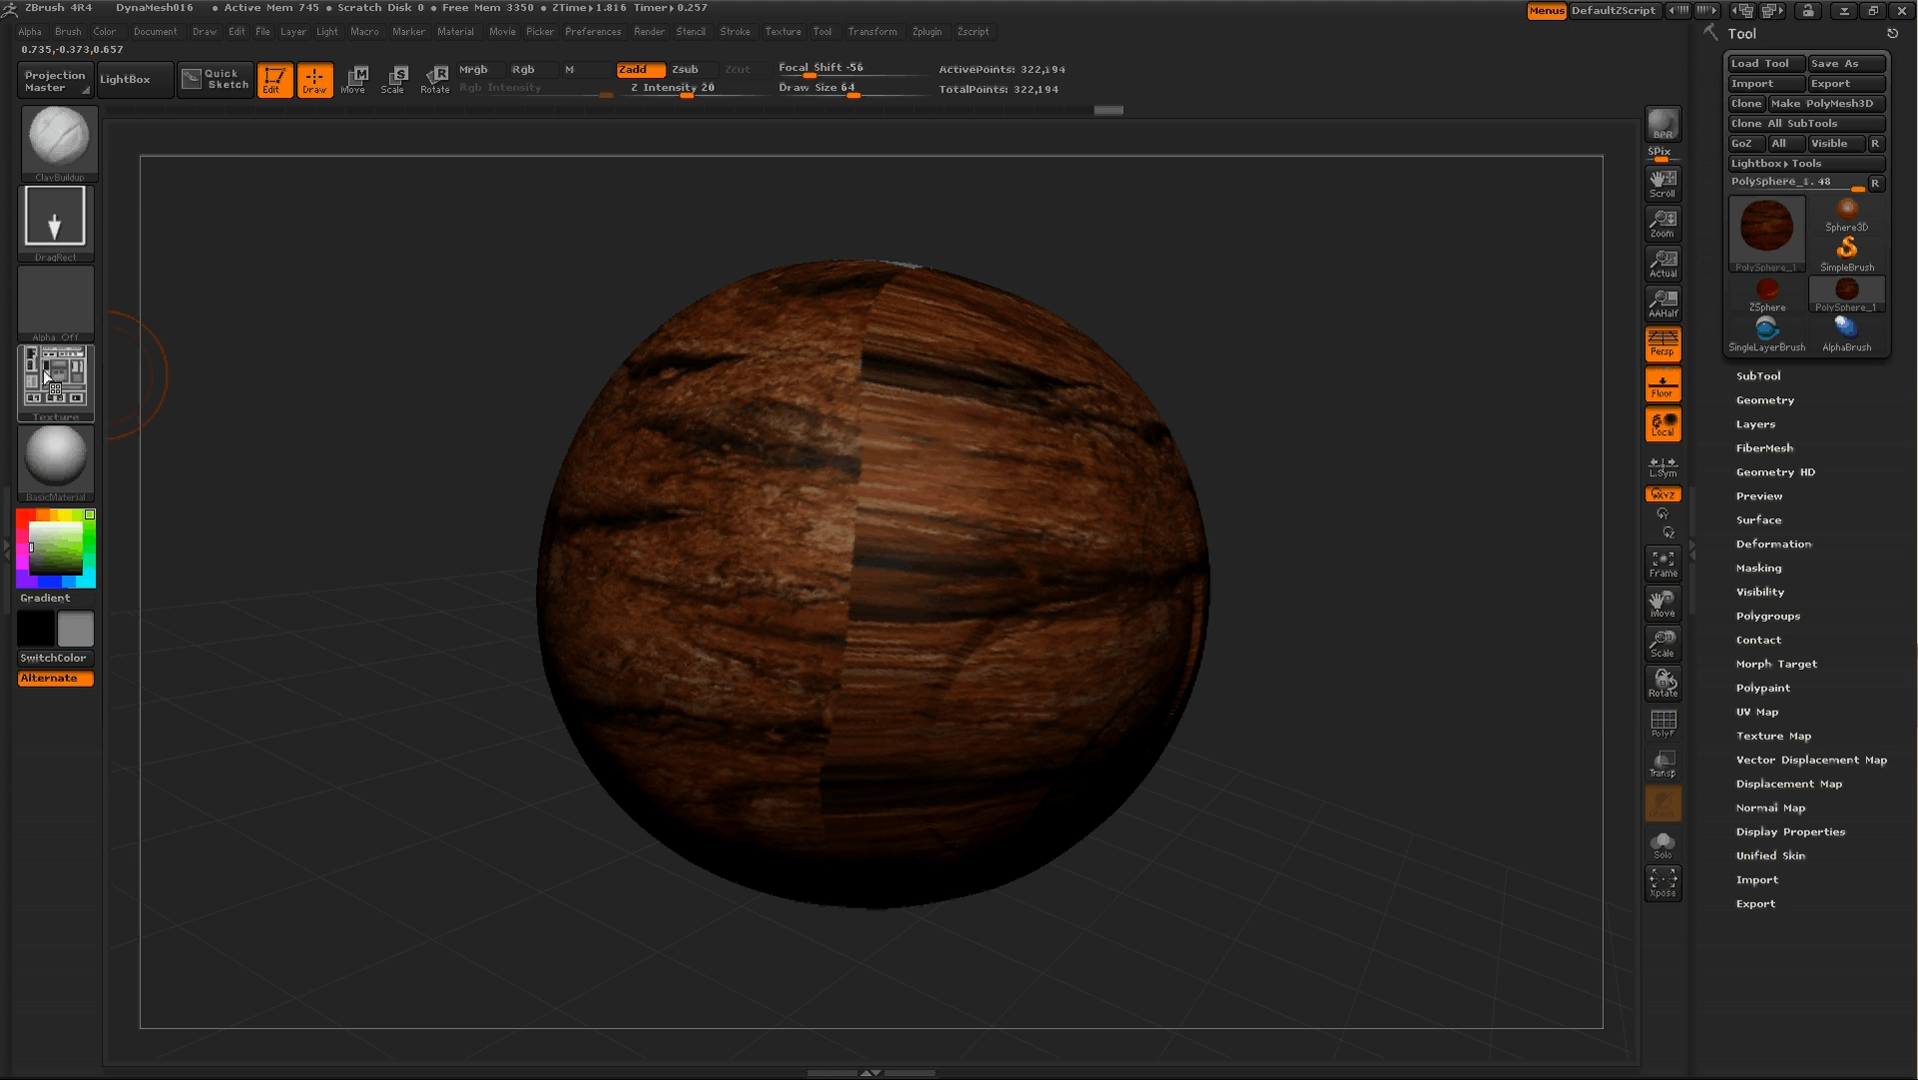 ZBrush 4R4 DynaMesh016 • Active Mem 745 • Scratch Disk 0 • Free Mem 3350 • ZTime▸1.816 Timer▸0.257 Menus DefaultZScript
Alpha Brush Color Document Draw Edit File Layer Light Macro Marker Material Movie Picker Preferences Render Stencil Stroke Texture Tool Transform Zplugin Zscript
0.735,-0.373,0.657
Projection Master
LightBox
Quick Sketch
Edit
Draw
Move
Scale
Rotate
Mrgb Rgb M
Rgb Intensity
Zadd Zsub Zcut
Z Intensity 20
Focal Shift -56
Draw Size 64
ActivePoints: 322,194
TotalPoints: 322,194
ClayBuildup
DragRect
Alpha Off
Texture
BasicMaterial
Gradient
SwitchColor
Alternate
BPR
SPix
Scroll
Zoom
Actual
AAHalf
Persp
Floor
Local
L.Sym
XYZ
Frame
Move
Scale
Rotate
PolyF
Transp
Solo
Xpose
Tool
Load Tool Save As
Import Export
Clone Make PolyMesh3D
Clone All SubTools
GoZ All Visible R
Lightbox▸Tools
PolySphere_1. 48 R
PolySphere_1
Sphere3D
SimpleBrush
ZSphere
PolySphere_1
SingleLayerBrush
AlphaBrush
SubTool
Geometry
Layers
FiberMesh
Geometry HD
Preview
Surface
Deformation
Masking
Visibility
Polygroups
Contact
Morph Target
Polypaint
UV Map
Texture Map
Vector Displacement Map
Displacement Map
Normal Map
Display Properties
Unified Skin
Import
Export